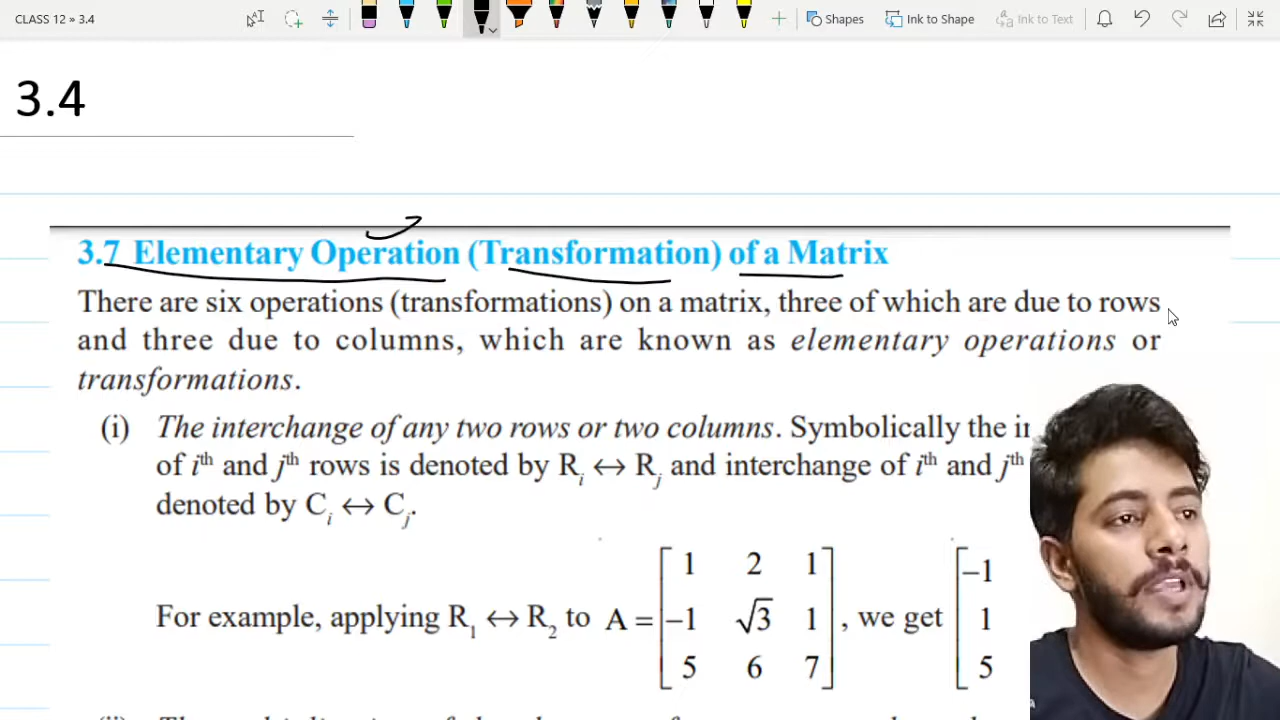 CLASS 12 » 3.4
Shapes
Ink to Shape
Ink to Text
3.4
3.7 Elementary Operation (Transformation) of a Matrix
There are six operations (transformations) on a matrix, three of which are due to rows
and three due to columns, which are known as elementary operations or
transformations.
(i) The interchange of any two rows or two columns. Symbolically the
of iᵗʰ and jᵗʰ rows is denoted by Rᵢ ↔ Rⱼ and interchange of iᵗʰ and jᵗʰ
denoted by Cᵢ ↔ Cⱼ.
1 2 1
–1
For example, applying R₁ ↔ R₂ to A = –1 √3 1 , we get 1
5 6 7
5